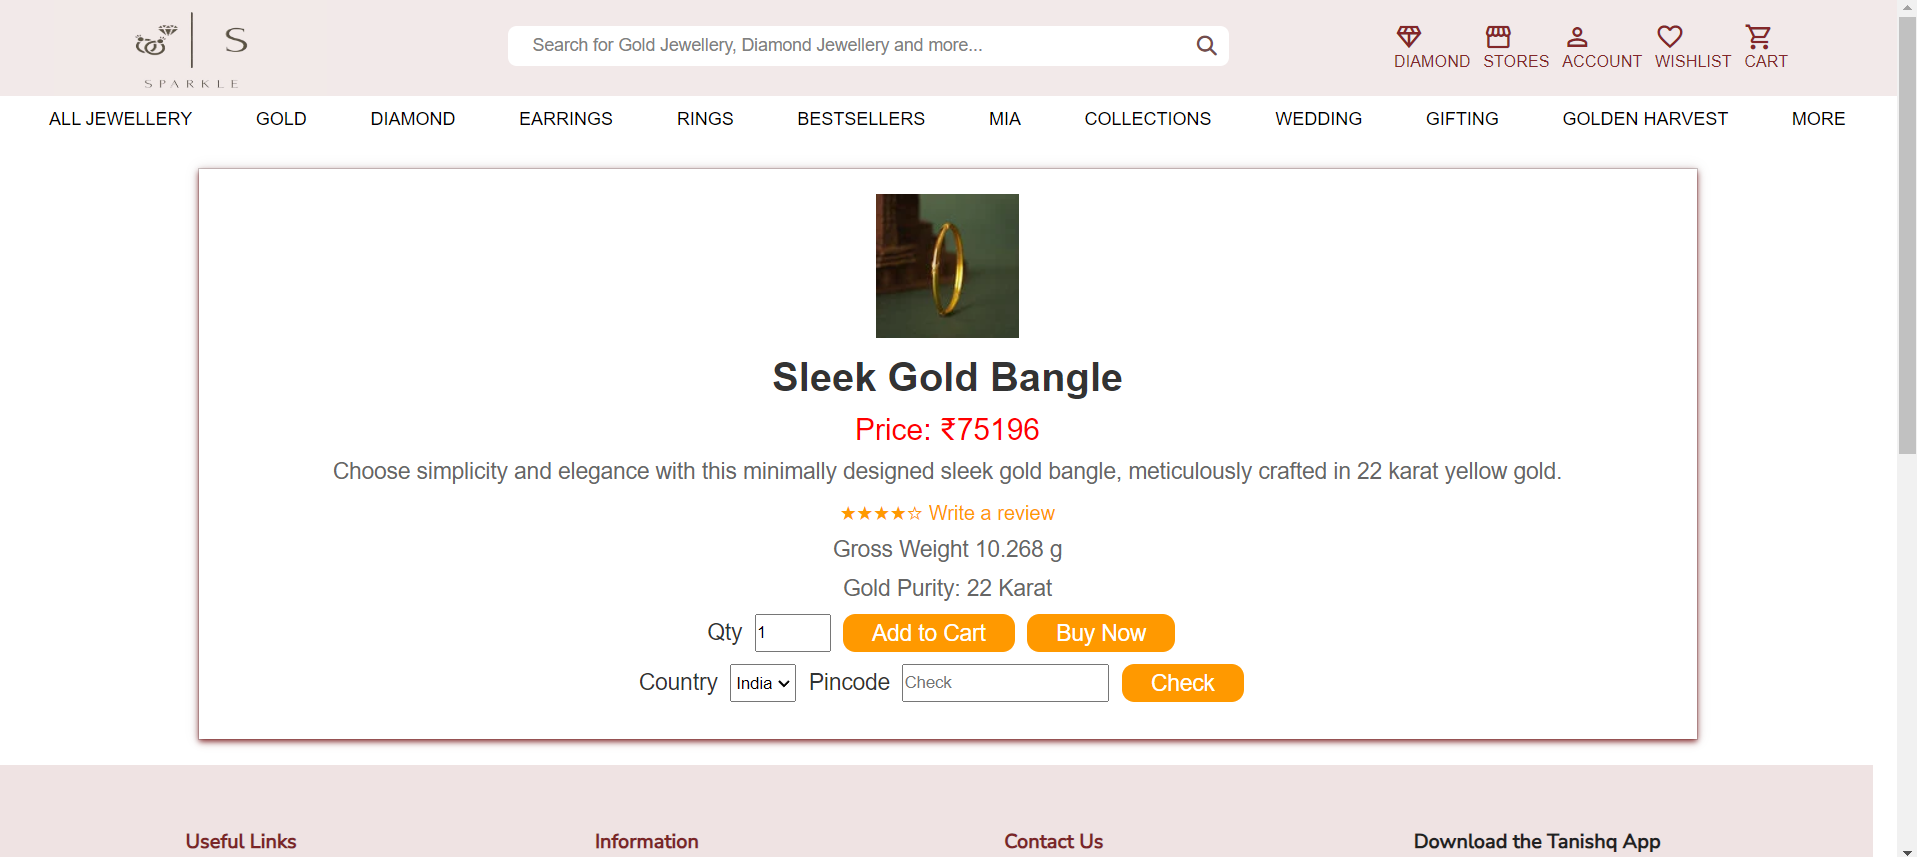 S
SPARKLE
Search for Gold Jewellery, Diamond Jewellery and more...
DIAMOND STORES ACCOUNT WISHLIST CART
ALL JEWELLERY GOLD DIAMOND EARRINGS RINGS BESTSELLERS MIA COLLECTIONS WEDDING GIFTING GOLDEN HARVEST MORE
Sleek Gold Bangle
Price: ₹75196
Choose simplicity and elegance with this minimally designed sleek gold bangle, meticulously crafted in 22 karat yellow gold.
★★★★☆ Write a review
Gross Weight 10.268 g
Gold Purity: 22 Karat
Qty 1 Add to Cart Buy Now
Country India Pincode Check Check
Useful Links Information Contact Us Download the Tanishq App